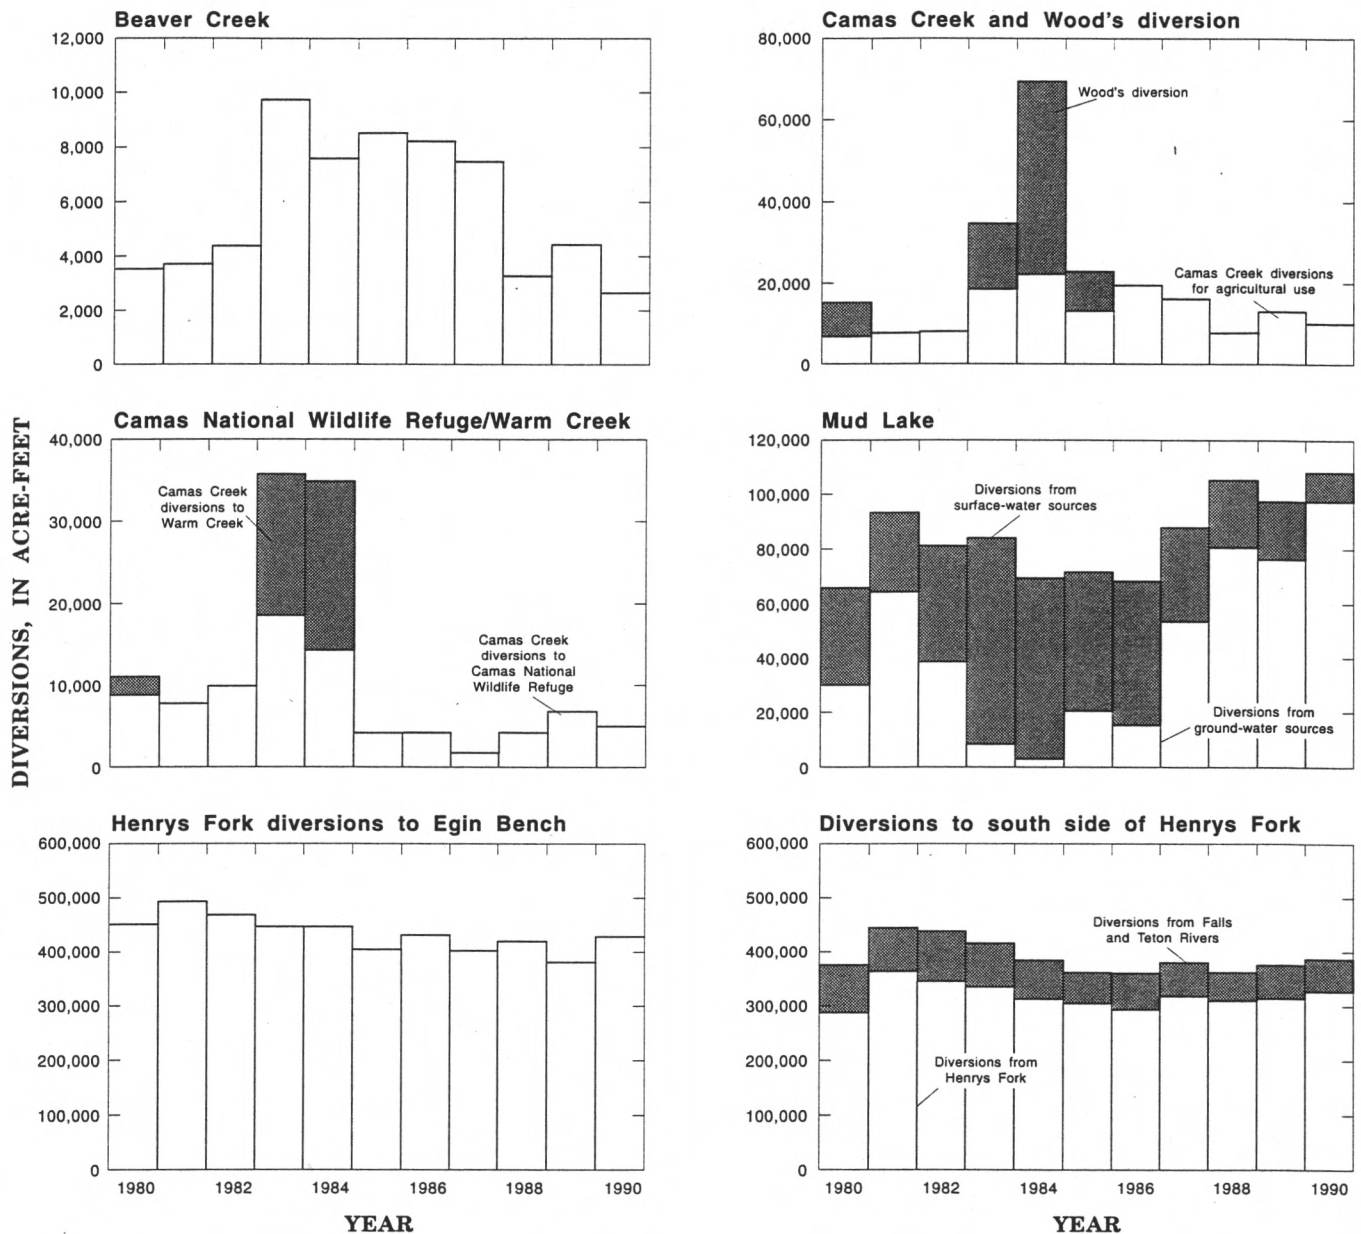 Beaver Creek
12,000
10,000
8,000
6,000
4,000
2,000
0
Camas Creek and Wood's diversion
80,000
60,000
40,000
20,000
0
Wood's diversion
Camas Creek diversions
for agricultural use
DIVERSIONS, IN ACRE-FEET
Camas National Wildlife Refuge/Warm Creek
40,000
30,000
20,000
10,000
0
Camas Creek
diversions to
Warm Creek
Camas Creek
diversions to
Camas National
Wildlife Refuge
Mud Lake
120,000
100,000
80,000
60,000
40,000
20,000
0
Diversions from
surface-water sources
Diversions from
ground-water sources
Henrys Fork diversions to Egin Bench
600,000
500,000
400,000
300,000
200,000
100,000
0
1980 1982 1984 1986 1988 1990
YEAR
Diversions to south side of Henrys Fork
600,000
500,000
400,000
300,000
200,000
100,000
0
Diversions from Falls
and Teton Rivers
Diversions from
Henrys Fork
1980 1982 1984 1986 1988 1990
YEAR